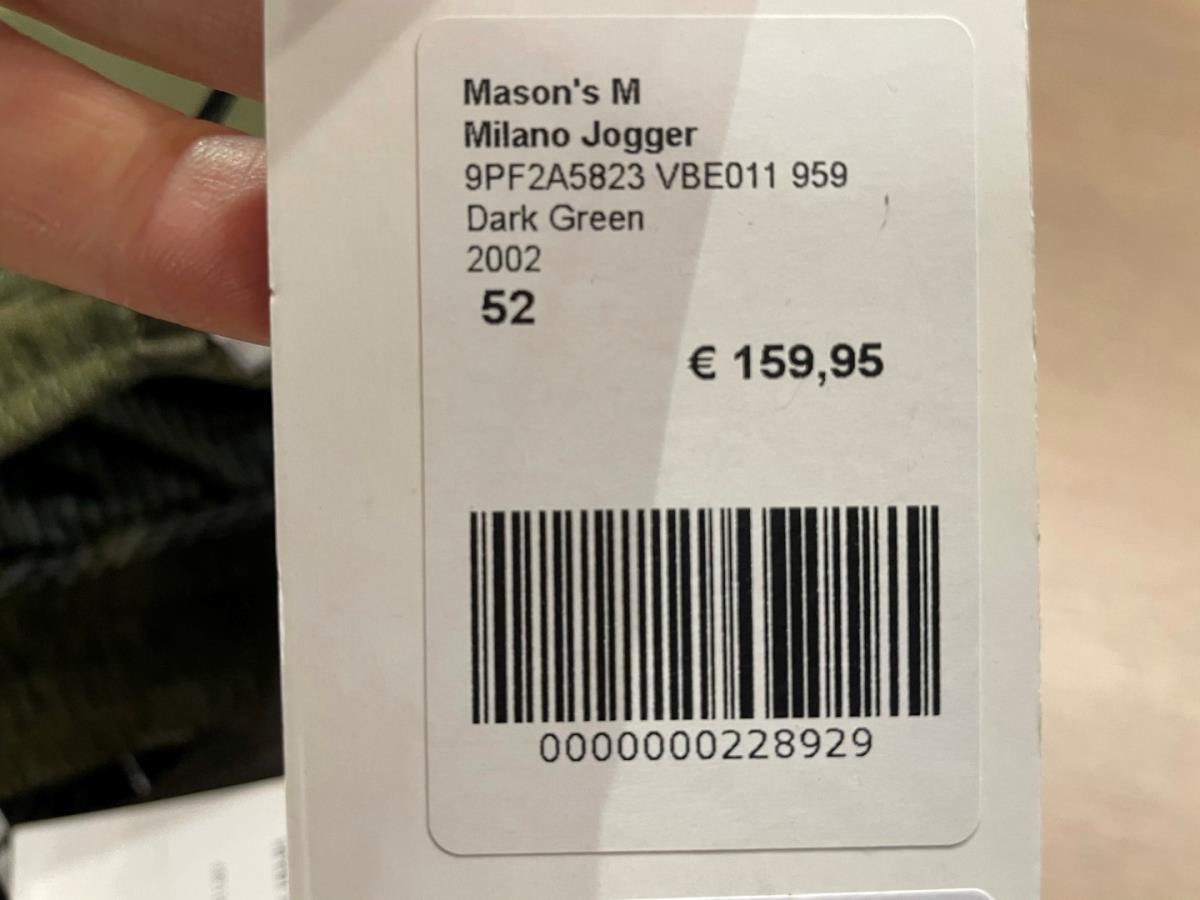 Mason's M
Milano Jogger
9PF2A5823 VBE011 959
Dark Green
2002
52
€ 159,95
0000000228929